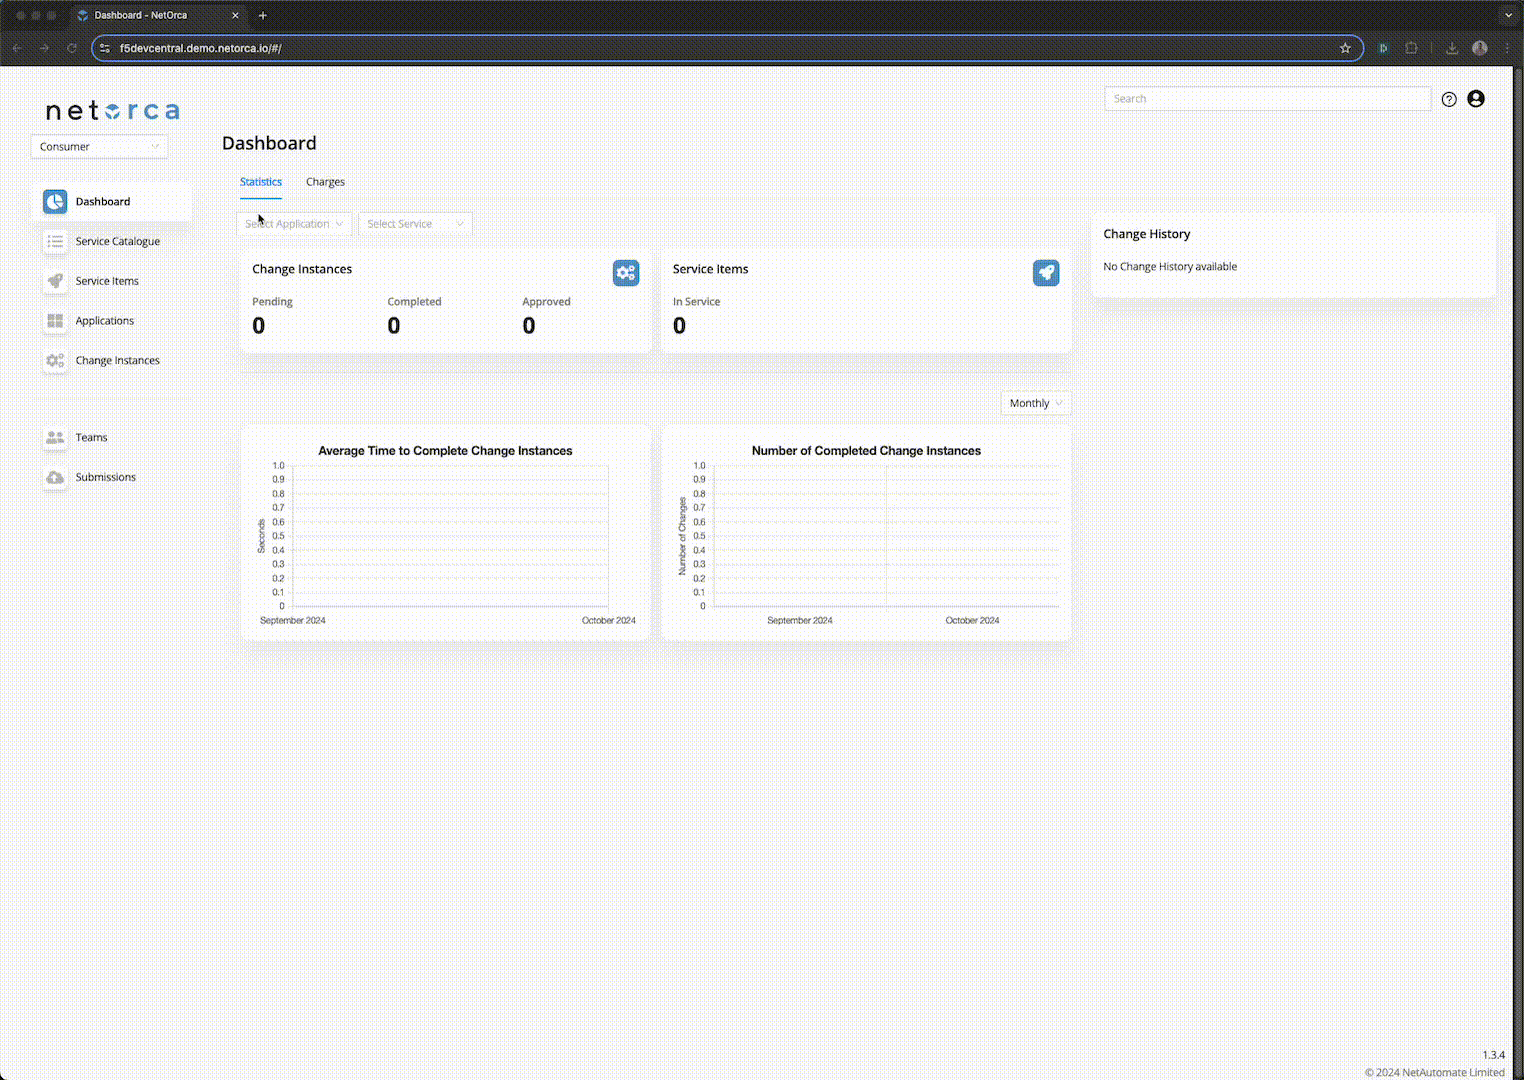 Dashboard - NetOrca
f5devcentral.demo.netorca.io/#/
netorca
Search
Consumer
Dashboard
Service Catalogue
Service Items
Applications
Change Instances
Teams
Submissions
Dashboard
Statistics
Charges
Select Application
Select Service
Change Instances
Pending
Completed
Approved
0
0
0
Service Items
In Service
0
Change History
No Change History available
Monthly
Average Time to Complete Change Instances
Seconds
1.0
0.9
0.8
0.7
0.6
0.5
0.4
0.3
0.2
0.1
0
September 2024
October 2024
Number of Completed Change Instances
Number of Changes
1.0
0.9
0.8
0.7
0.6
0.5
0.4
0.3
0.2
0.1
0
September 2024
October 2024
1.3.4
© 2024 NetAutomate Limited